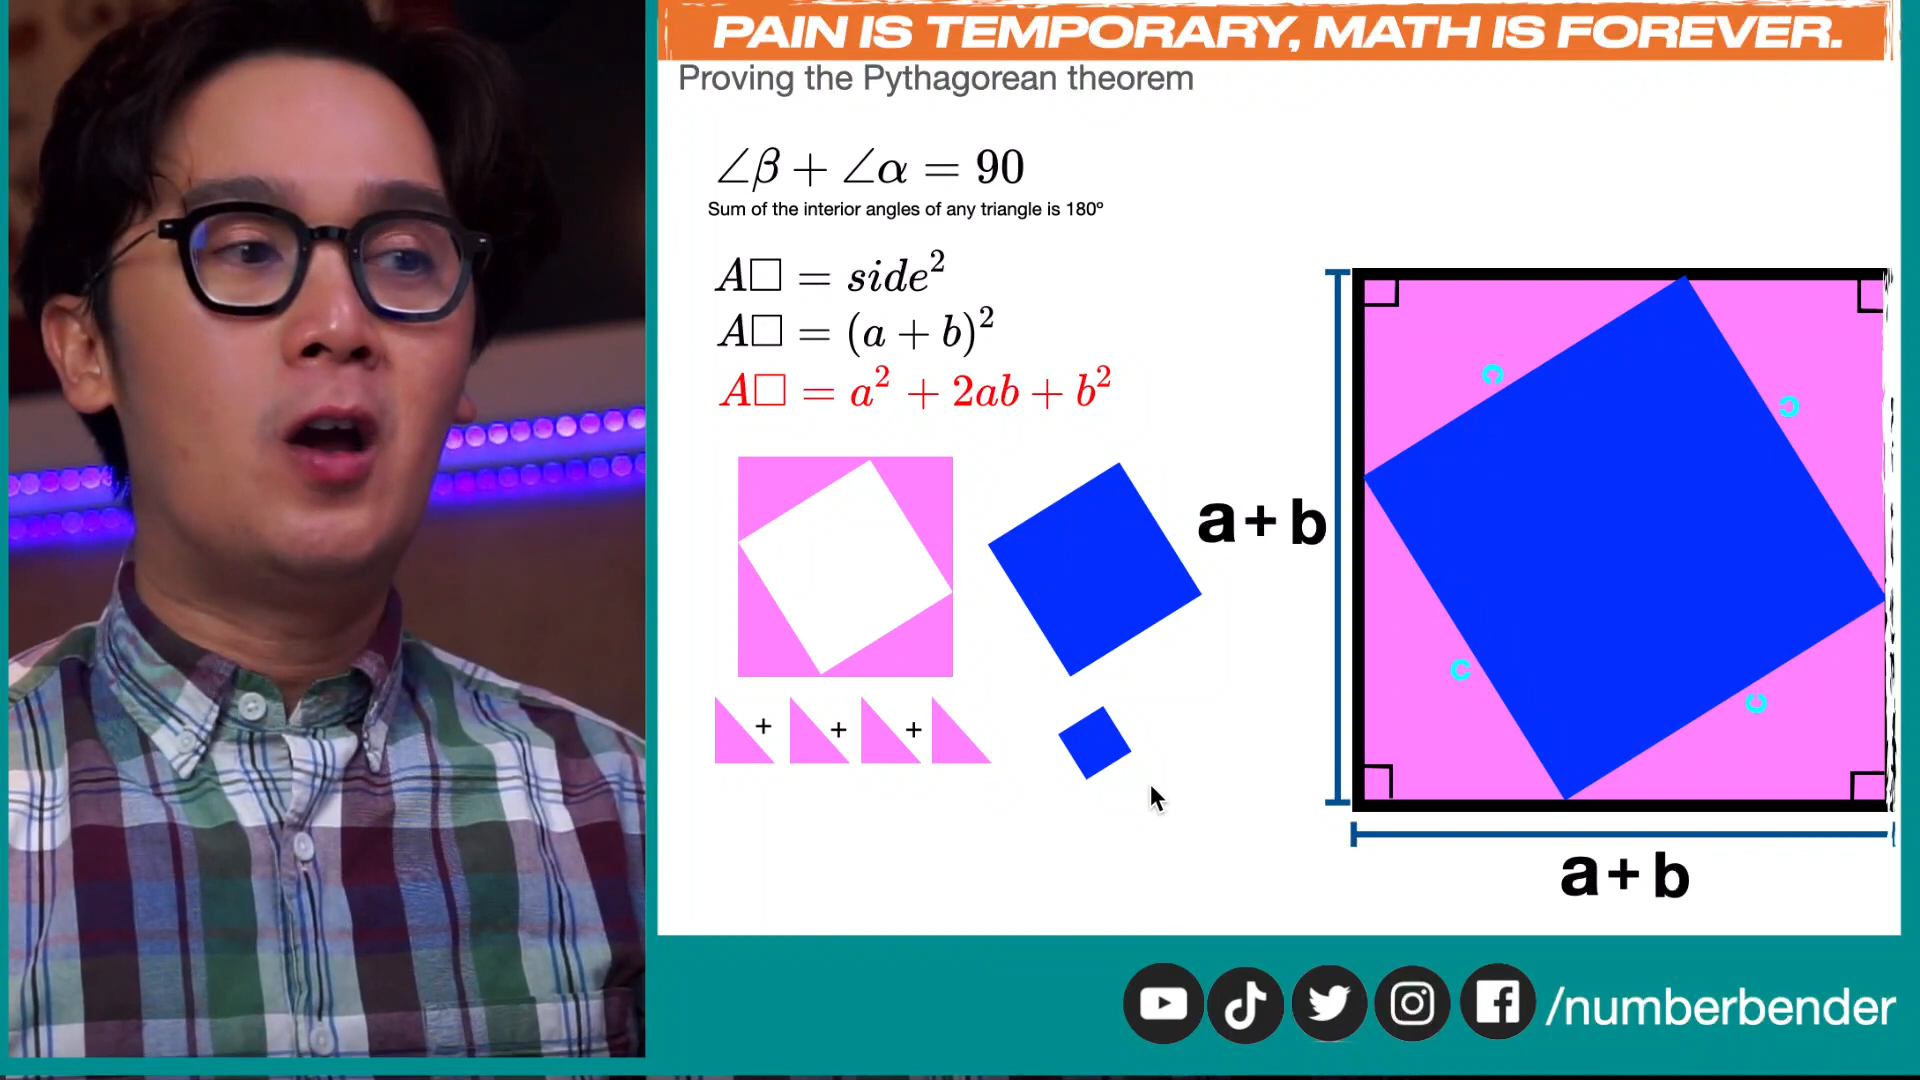 PAIN IS TEMPORARY, MATH IS FOREVER.
Proving the Pythagorean theorem
∠β + ∠α = 90
Sum of the interior angles of any triangle is 180º
A□ = side²
A□ = (a + b)²
A□ = a² + 2ab + b²
c
c
a + b
c
c
+ + +
a + b
/numberbender